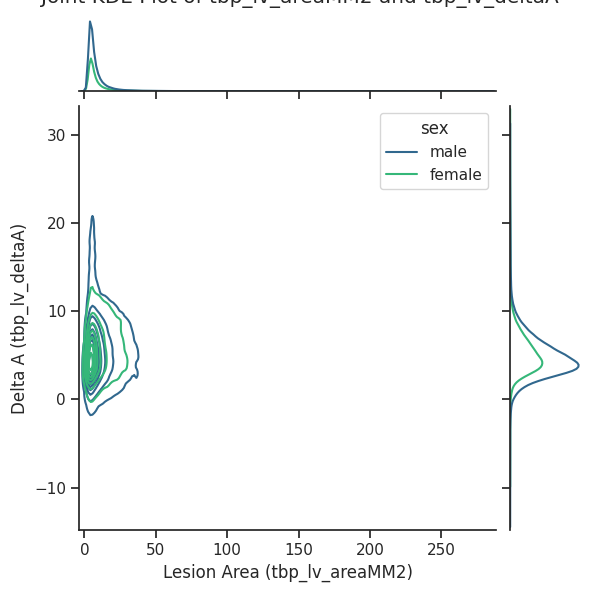 Joint KDE Plot of tbp_lv_areaMM2 and tbp_lv_deltaA
sex
male
female
30
20
10
0
−10
Delta A (tbp_lv_deltaA)
0 50 100 150 200 250
Lesion Area (tbp_lv_areaMM2)